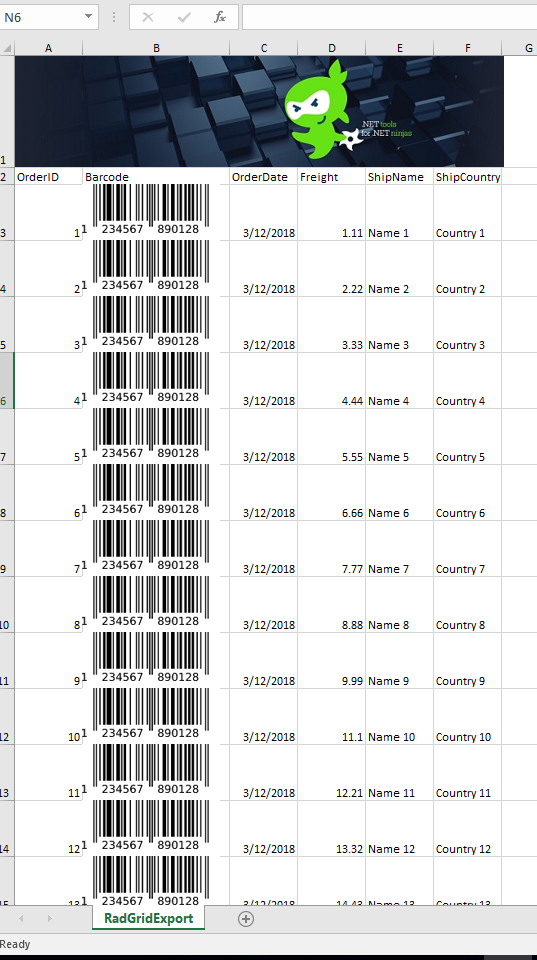 N6 fx
A B C D E F G
.NET tools
for .NET ninjas
1
2 OrderID Barcode OrderDate Freight ShipName ShipCountry
3 1 1 234567 890128 3/12/2018 1.11 Name 1 Country 1
4 2 1 234567 890128 3/12/2018 2.22 Name 2 Country 2
5 3 1 234567 890128 3/12/2018 3.33 Name 3 Country 3
6 4 1 234567 890128 3/12/2018 4.44 Name 4 Country 4
7 5 1 234567 890128 3/12/2018 5.55 Name 5 Country 5
8 6 1 234567 890128 3/12/2018 6.66 Name 6 Country 6
9 7 1 234567 890128 3/12/2018 7.77 Name 7 Country 7
10 8 1 234567 890128 3/12/2018 8.88 Name 8 Country 8
11 9 1 234567 890128 3/12/2018 9.99 Name 9 Country 9
12 10 1 234567 890128 3/12/2018 11.1 Name 10 Country 10
13 11 1 234567 890128 3/12/2018 12.21 Name 11 Country 11
14 12 1 234567 890128 3/12/2018 13.32 Name 12 Country 12
15 13 1 234567 890128 3/12/2018 14.43 Name 13 Country 13
RadGridExport
Ready